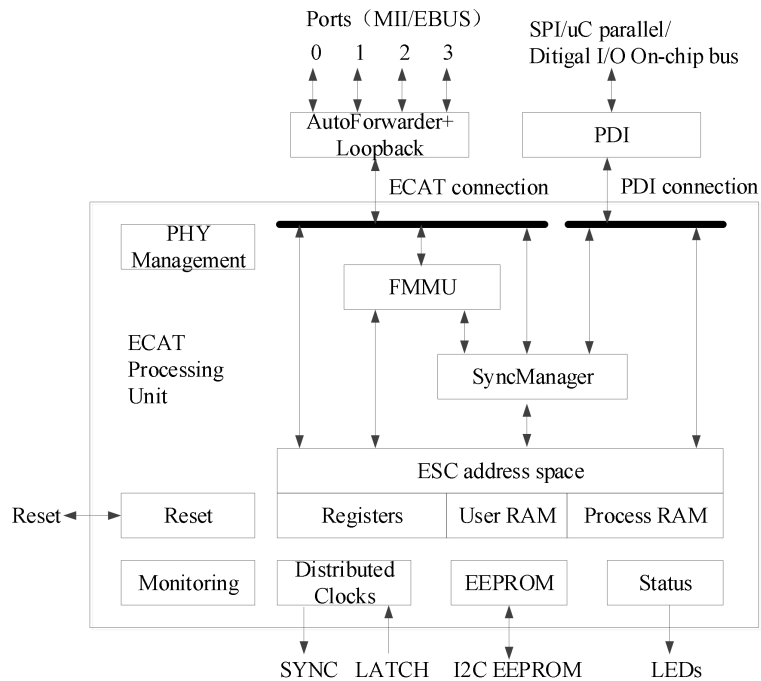 Ports（MII/EBUS）
0 1 2 3
SPI/uC parallel/
Ditigal I/O On-chip bus
AutoForwarder+
Loopback
PDI
ECAT connection
PDI connection
PHY
Management
FMMU
ECAT
Processing
Unit
SyncManager
ESC address space
Reset
Reset
Registers
User RAM
Process RAM
Monitoring
Distributed
Clocks
EEPROM
Status
SYNC
LATCH
I2C EEPROM
LEDs